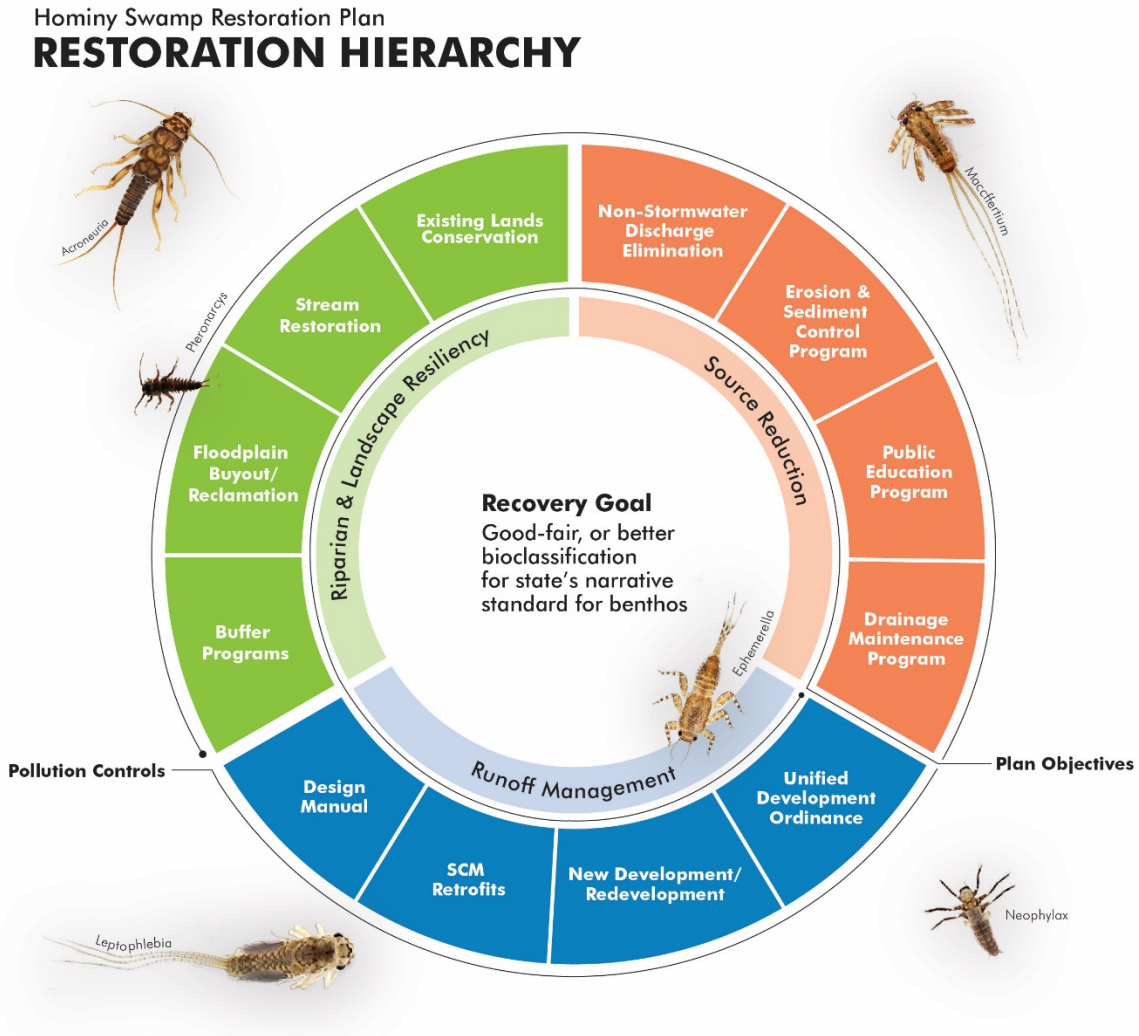 Hominy Swamp Restoration Plan
RESTORATION HIERARCHY
Acroneuria
Maccffertium
Pteronarcys
Existing Lands
Conservation
Non-Stormwater
Discharge
Elimination
Stream
Restoration
Erosion &
Sediment
Control
Program
Floodplain
Buyout/
Reclamation
Public
Education
Program
Buffer
Programs
Drainage
Maintenance
Program
Riparian & Landscape Resiliency
Source Reduction
Recovery Goal
Good-fair, or better
bioclassification
for state's narrative
standard for benthos
Ephemerella
Runoff Management
Pollution Controls
Plan Objectives
Design
Manual
SCM
Retrofits
New Development/
Redevelopment
Unified
Development
Ordinance
Leptophlebia
Neophylax